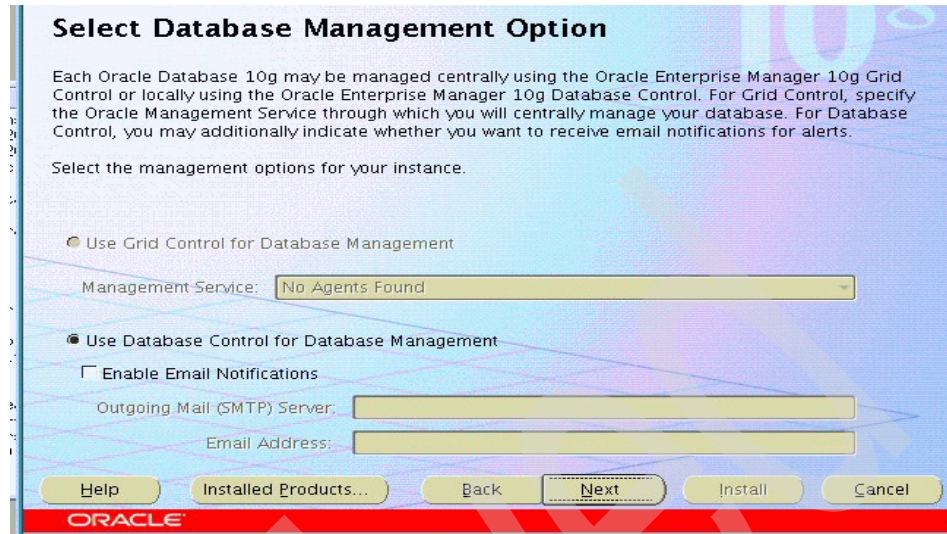 Select Database Management Option
Each Oracle Database 10g may be managed centrally using the Oracle Enterprise Manager 10g Grid
Control or locally using the Oracle Enterprise Manager 10g Database Control. For Grid Control, specify
the Oracle Management Service through which you will centrally manage your database. For Database
Control, you may additionally indicate whether you want to receive email notifications for alerts.
Select the management options for your instance.
Use Grid Control for Database Management
Management Service: No Agents Found
Use Database Control for Database Management
Enable Email Notifications
Outgoing Mail (SMTP) Server:
Email Address:
Help Installed Products... Back Next Install Cancel
ORACLE